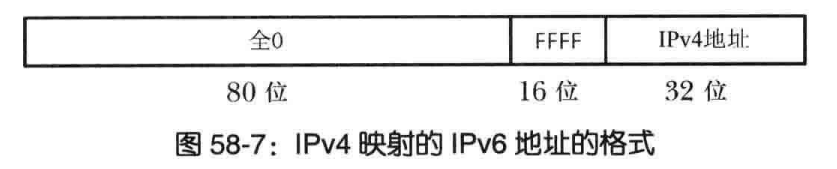 全0 FFFF IPv4地址
80 位 16 位 32 位
图 58-7：IPv4 映射的 IPv6 地址的格式